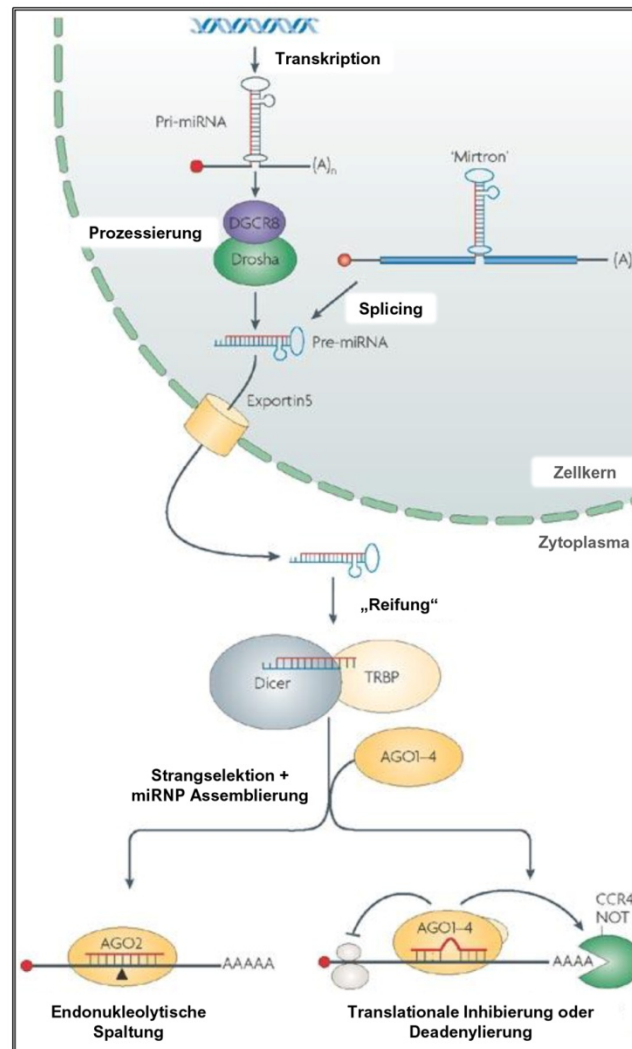 Transkription
Pri-miRNA
(A)n
'Mirtron'
DGCR8
Prozessierung
Drosha
(A)
Splicing
Pre-miRNA
Exportin5
Zellkern
Zytoplasma
„Reifung“
Dicer
TRBP
AGO1–4
Strangselektion +
miRNP Assemblierung
CCR4
NOT
AGO2
AAAAA
AGO1–4
AAAA
Endonukleolytische
Spaltung
Translationale Inhibierung oder
Deadenylierung